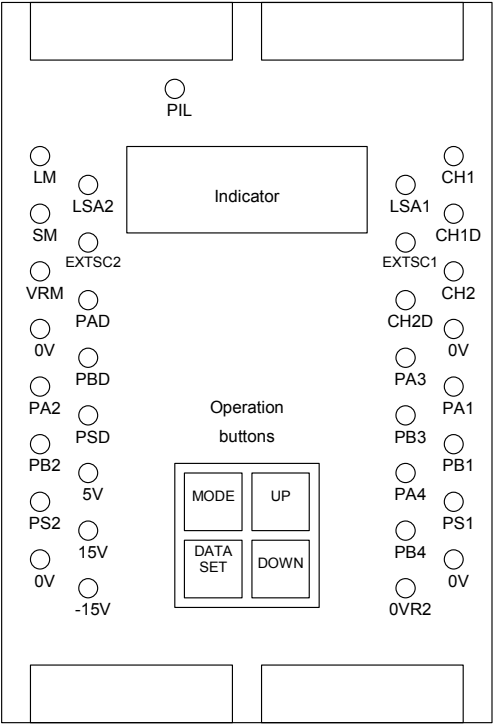 PIL
LM
LSA2
Indicator
LSA1
CH1
SM
CH1D
EXTSC2
EXTSC1
VRM
CH2
PAD
CH2D
0V
0V
PBD
PA3
PA2
Operation
buttons
PA1
PSD
PB3
PB2
PB1
5V
MODE
UP
PA4
PS2
PS1
15V
DATA
SET
DOWN
PB4
0V
0V
-15V
0VR2